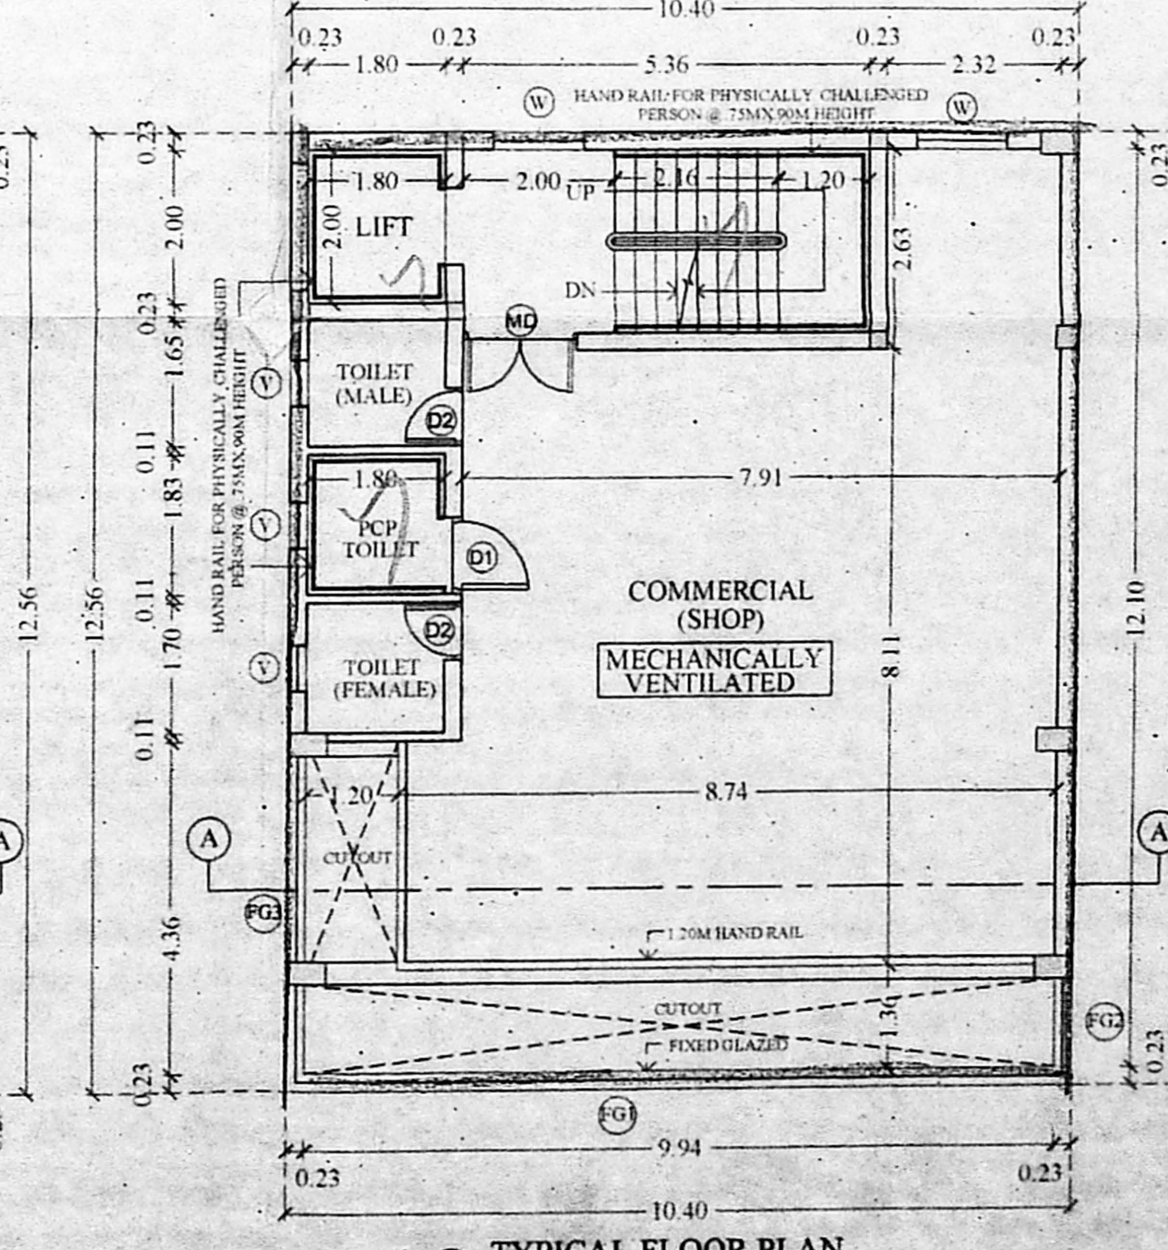 10.40
0.23 0.23 0.23 0.23
1.80 5.36 2.32
W HAND RAIL FOR PHYSICALLY CHALLENGED W
PERSON @ .75MX.90M HEIGHT
0.23 0.23 0.23
1.80 2.00 UP 2.16 1.20
2.00 2.00 LIFT 2.63
DN
0.23 MD
HAND RAIL FOR PHYSICALLY CHALLENGED
PERSON @ .75MX.90M HEIGHT
1.65 V TOILET
(MALE)
D2
0.11
1.80 7.91
1.83 V PCP
TOILET D1
COMMERCIAL
(SHOP)
12.56 12.56 0.11 12.10
D2
1.70 V TOILET
(FEMALE)
MECHANICALLY
VENTILATED
8.11
0.11
1.20 8.74
A A A
CUTOUT
FG3
4.36
1.20M HAND RAIL
CUTOUT 1.36 FG2
FIXED GLAZED
0.23 0.23
FG1
9.94
0.23 0.23
10.40
TYPICAL FLOOR PLAN